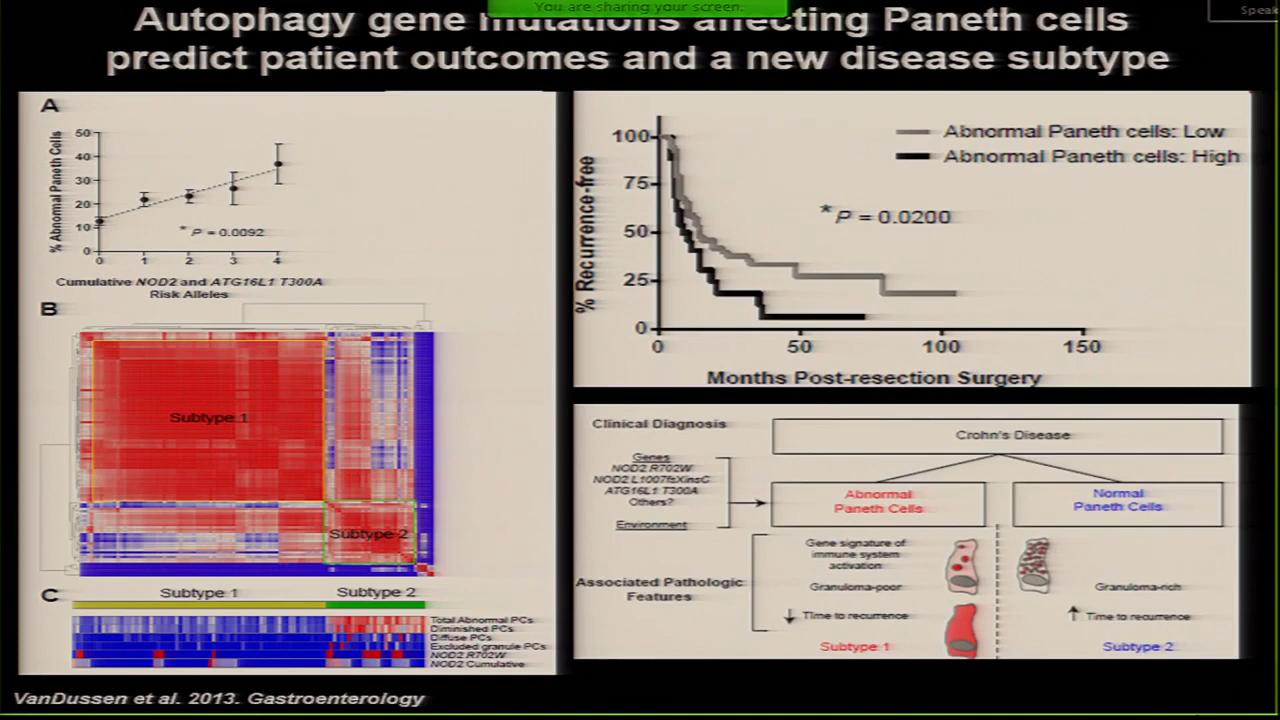 You are sharing your screen.
Speak
Autophagy gene mutations affecting Paneth cells
predict patient outcomes and a new disease subtype
A
% Abnormal Paneth Cells
50
40
30
20
10
0
0 1 2 3 4
* P = 0.0092
Cumulative NOD2 and ATG16L1 T300A
Risk Alleles
B
Subtype 1
Subtype 2
C
Subtype 1 Subtype 2
Total Abnormal PCs
Diminished PCs
Diffuse PCs
Excluded granule PCs
NOD2 R702W
NOD2 Cumulative
% Recurrence-free
100
75
50
25
0
0 50 100 150
Abnormal Paneth cells: Low
Abnormal Paneth cells: High
* P = 0.0200
Months Post-resection Surgery
Clinical Diagnosis
Crohn's Disease
Genes
NOD2 R702W
NOD2 L1007fsXinsC
ATG16L1 T300A
Others?
Environment
Abnormal
Paneth Cells
Normal
Paneth Cells
Associated Pathologic
Features
Gene signature of
immune system
activation
Granuloma-poor
Granuloma-rich
↓ Time to recurrence
↑ Time to recurrence
Subtype 1
Subtype 2
VanDussen et al. 2013. Gastroenterology